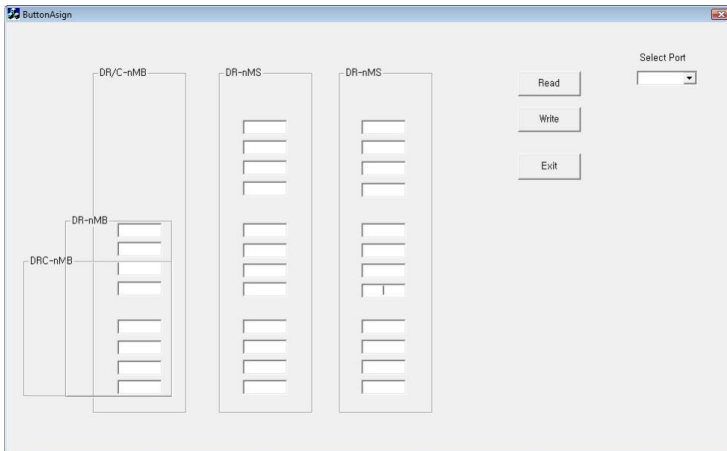 ButtonAsign
Select Port
DR/C-nMB
DR-nMS
DR-nMS
Read
Write
Exit
DR-nMB
DRC-nMB